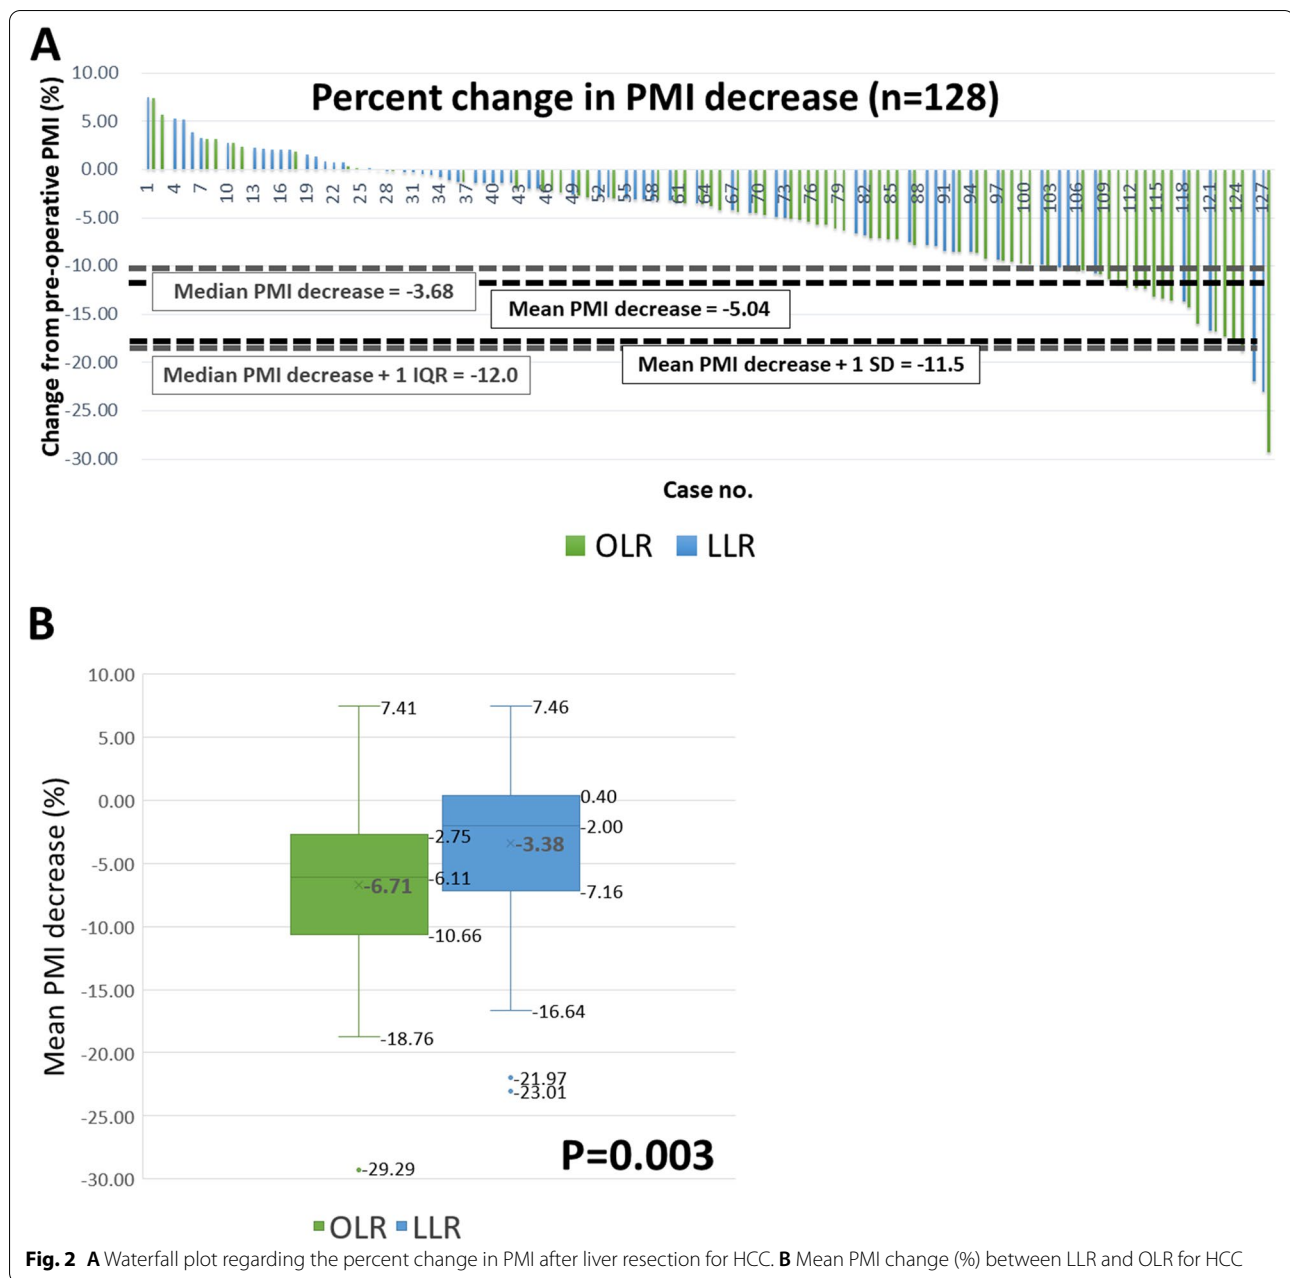 A
Percent change in PMI decrease (n=128)
Change from pre-operative PMI (%)
10.00
5.00
0.00
-5.00
-10.00
-15.00
-20.00
-25.00
-30.00
1 4 7 10 13 16 19 22 25 28 31 34 37 40 43 46 49 52 55 58 61 64 67 70 73 76 79 82 85 88 91 94 97 100 103 106 109 112 115 118 121 124 127
Median PMI decrease = -3.68
Mean PMI decrease = -5.04
Mean PMI decrease + 1 SD = -11.5
Median PMI decrease + 1 IQR = -12.0
Case no.
OLR LLR
B
Mean PMI decrease (%)
10.00
5.00
0.00
-5.00
-10.00
-15.00
-20.00
-25.00
-30.00
7.41
-2.75
-6.11
-6.71
-10.66
-18.76
-29.29
7.46
0.40
-2.00
-3.38
-7.16
-16.64
-21.97
-23.01
P=0.003
OLR LLR
Fig. 2 A Waterfall plot regarding the percent change in PMI after liver resection for HCC. B Mean PMI change (%) between LLR and OLR for HCC